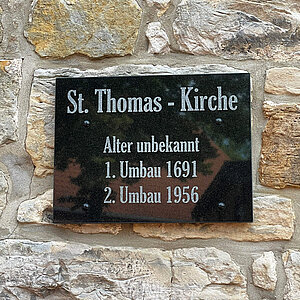 St. Thomas - Kirche
Alter unbekannt
1. Umbau 1691
2. Umbau 1956